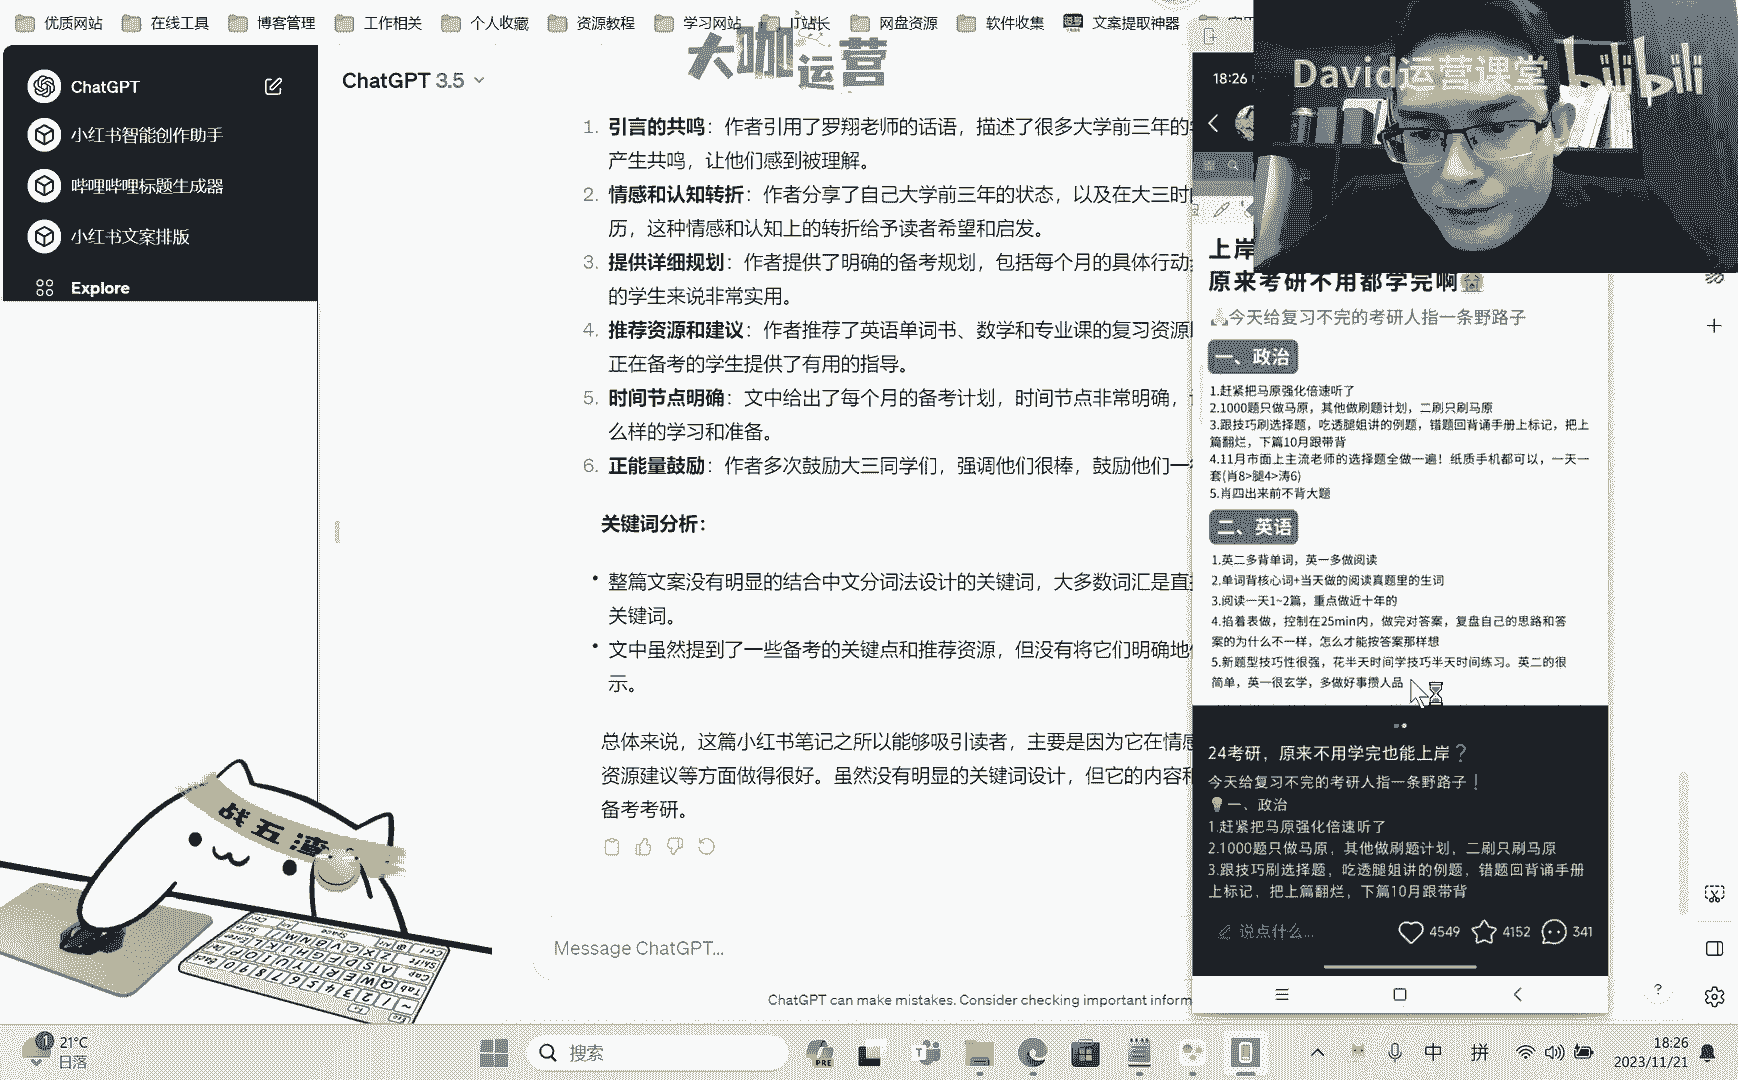 优质网站
在线工具
博客管理
工作相关
个人收藏
资源教程
学习网站
IT站长
网盘资源
软件收集
文案提取神器
大咖运营
David运营课堂 bilibili
ChatGPT
小红书智能创作助手
哔哩哔哩标题生成器
小红书文案排版
Explore
ChatGPT 3.5
1. 引言的共鸣：作者引用了罗翔老师的话语，描述了很多大学前三年的
产生共鸣，让他们感到被理解。
2. 情感和认知转折：作者分享了自己大学前三年的状态，以及在大三时
历，这种情感和认知上的转折给予读者希望和启发。
3. 提供详细规划：作者提供了明确的备考规划，包括每个月的具体行动
的学生来说非常实用。
4. 推荐资源和建议：作者推荐了英语单词书、数学和专业课的复习资源
正在备考的学生提供了有用的指导。
5. 时间节点明确：文中给出了每个月的备考计划，时间节点非常明确，
么样的学习和准备。
6. 正能量鼓励：作者多次鼓励大三同学们，强调他们很棒，鼓励他们一
关键词分析：
• 整篇文案没有明显的结合中文分词法设计的关键词，大多数词汇是直
关键词。
• 文中虽然提到了一些备考的关键点和推荐资源，但没有将它们明确地
示。
总体来说，这篇小红书笔记之所以能够吸引读者，主要是因为它在情
资源建议等方面做得很好。虽然没有明显的关键词设计，但它的内容和
备考考研。
Message ChatGPT...
ChatGPT can make mistakes. Consider checking important inform
18:26
上岸
原来考研不用都学完啊
今天给复习不完的考研人指一条野路子
一、政治
1.赶紧把马原强化倍速听了
2.1000题只做马原，其他做刷题计划，二刷只刷马原
3.跟技巧刷选择题，吃透腿姐讲的例题，错题回背诵手册上标记，把上
篇翻烂，下篇10月跟带背
4.11月市面上主流老师的选择题全做一遍！纸质手机都可以，一天一
套(肖8>腿4>涛6)
5.肖四出来前不背大题
二、英语
1.英二多背单词，英一多做阅读
2.单词背核心词+当天做的阅读真题里的生词
3.阅读一天1~2篇，重点做近十年的
4.掐着表做，控制在25min内，做完对答案，复盘自己的思路和答
案的为什么不一样，怎么才能按答案那样想
5.新题型技巧性很强，花半天时间学技巧半天时间练习。英二的很
简单，英一很玄学，多做好事攒人品
24考研，原来不用学完也能上岸？
今天给复习不完的考研人指一条野路子！
一、政治
1.赶紧把马原强化倍速听了
2.1000题只做马原，其他做刷题计划，二刷只刷马原
3.跟技巧刷选择题，吃透腿姐讲的例题，错题回背诵手册
上标记，把上篇翻烂，下篇10月跟带背
说点什么...
4549
4152
341
战五渣
21°C
日落
搜索
PRE
中
拼
18:26
2023/11/21